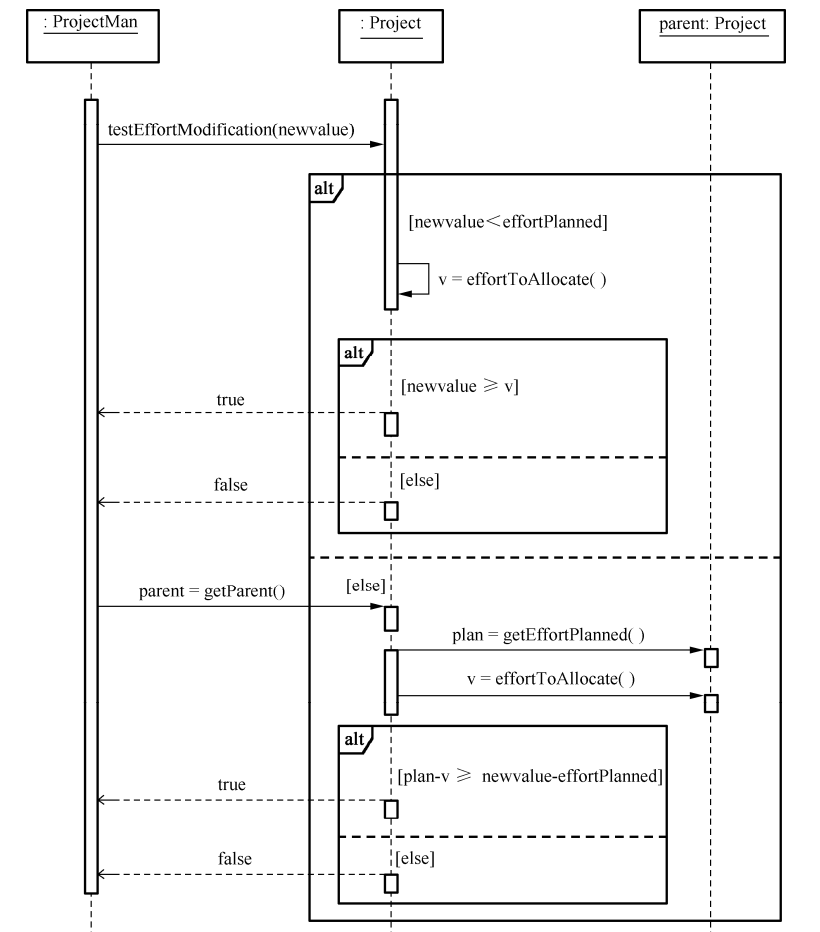 : ProjectMan
: Project
parent: Project
testEffortModification(newvalue)
alt
[newvalue＜effortPlanned]
v = effortToAllocate( )
alt
[newvalue ≥ v]
true
[else]
false
[else]
parent = getParent()
plan = getEffortPlanned( )
v = effortToAllocate( )
alt
[plan-v ≥ newvalue-effortPlanned]
true
[else]
false